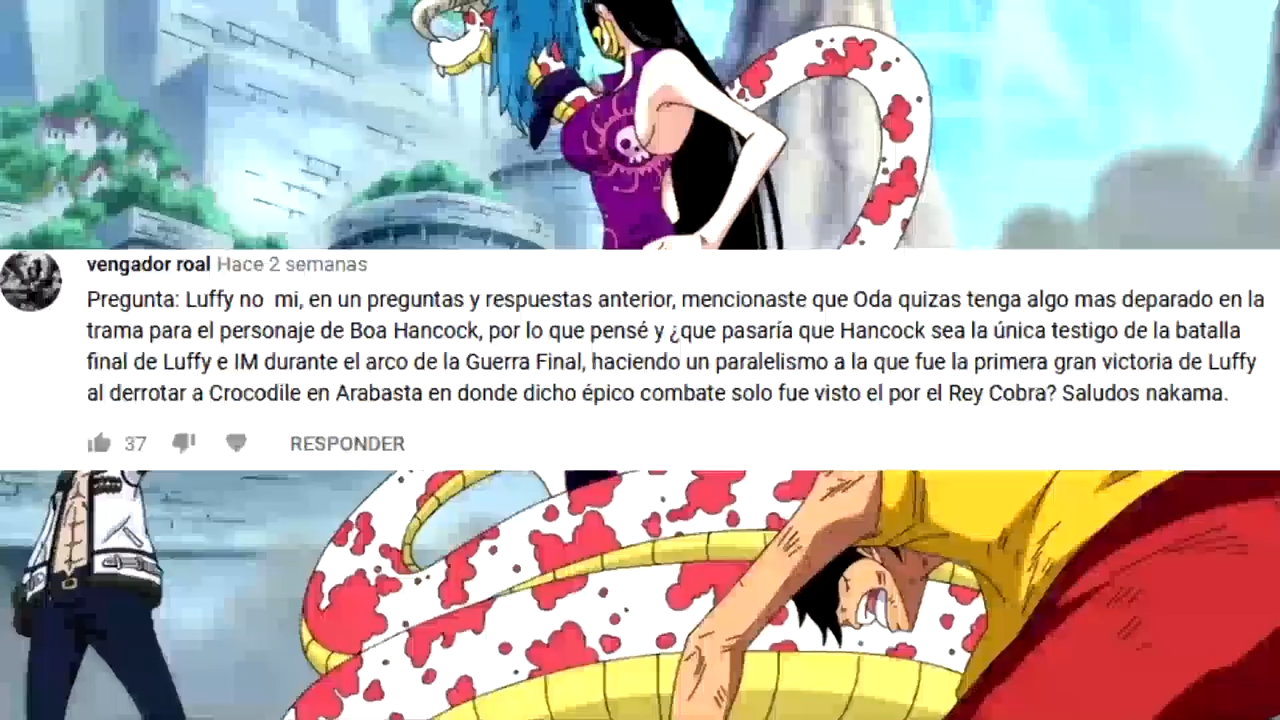 vengador roal Hace 2 semanas
Pregunta: Luffy no  mi, en un preguntas y respuestas anterior, mencionaste que Oda quizas tenga algo mas deparado en la
trama para el personaje de Boa Hancock, por lo que pensé y ¿que pasaría que Hancock sea la única testigo de la batalla
final de Luffy e IM durante el arco de la Guerra Final, haciendo un paralelismo a la que fue la primera gran victoria de Luffy
al derrotar a Crocodile en Arabasta en donde dicho épico combate solo fue visto el por el Rey Cobra? Saludos nakama.
37 RESPONDER